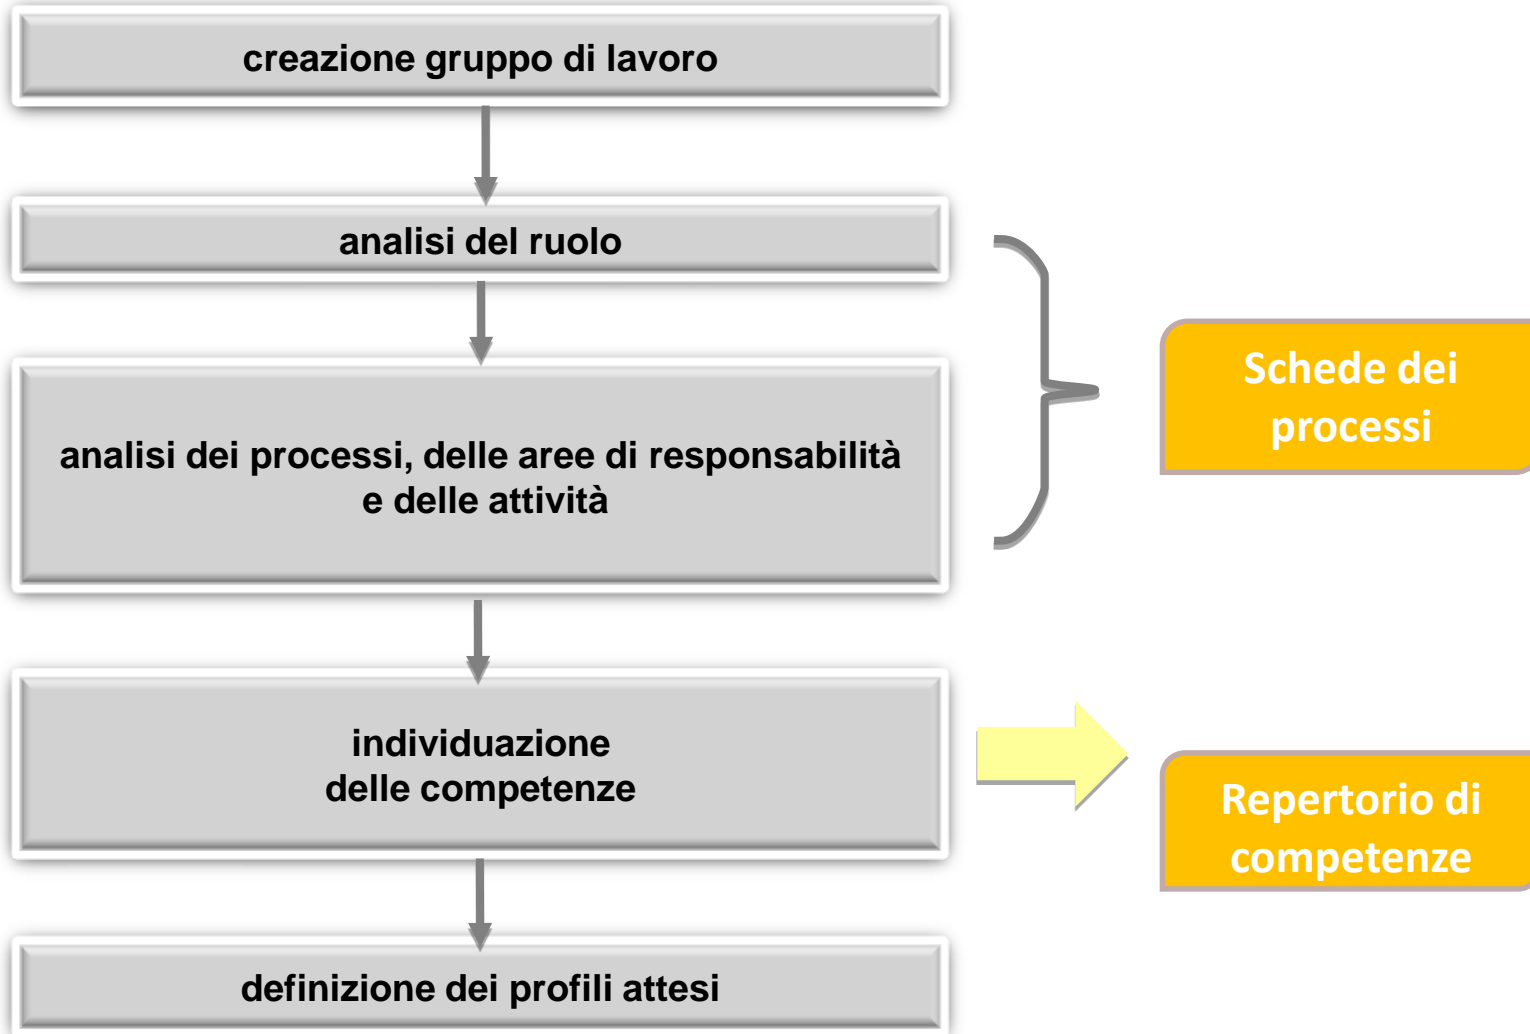 creazione gruppo di lavoro
analisi del ruolo
analisi dei processi, delle aree di responsabilità
e delle attività
Schede dei
processi
individuazione
delle competenze
Repertorio di
competenze
definizione dei profili attesi